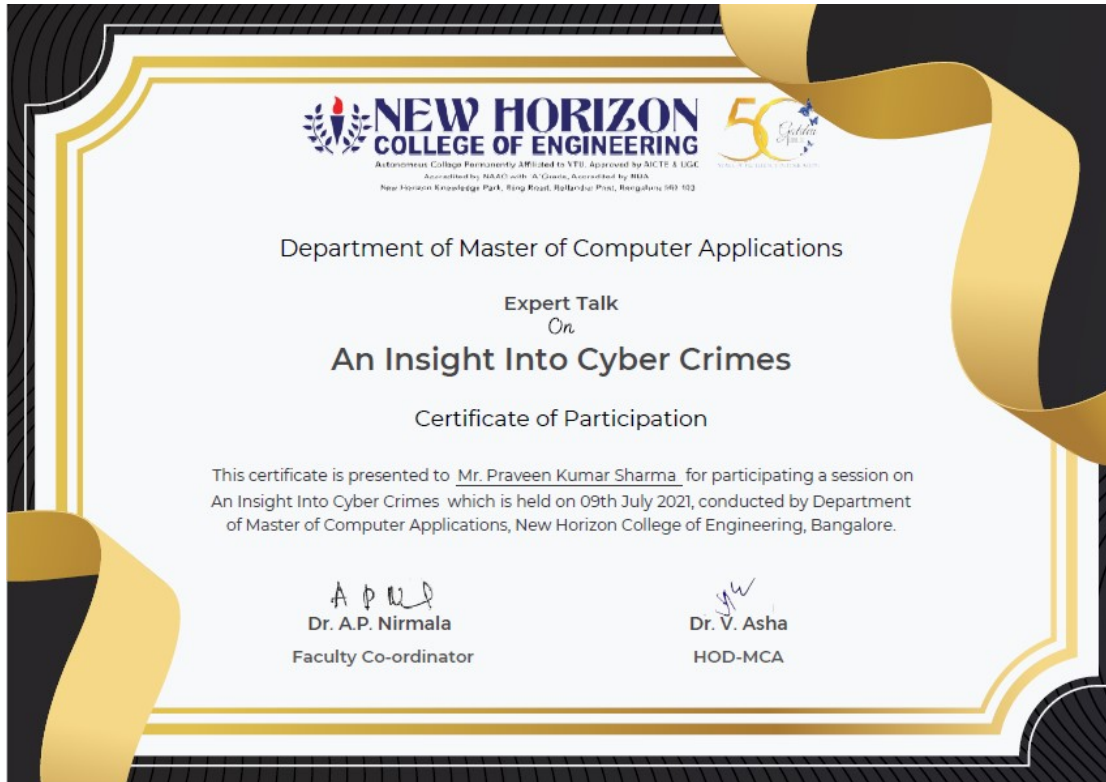 NEW HORIZON
COLLEGE OF ENGINEERING
Autonomous College Permanently Affiliated to VTU, Approved by AICTE & UGC
Accredited by NAAC with 'A' Grade, Accredited by NBA
New Horizon Knowledge Park, Ring Road, Bellandur Post, Bengaluru 560 103
50
Golden
Department of Master of Computer Applications
Expert Talk
On
An Insight Into Cyber Crimes
Certificate of Participation
This certificate is presented to Mr. Praveen Kumar Sharma for participating a session on
An Insight Into Cyber Crimes which is held on 09th July 2021, conducted by Department
of Master of Computer Applications, New Horizon College of Engineering, Bangalore.
Dr. A.P. Nirmala
Dr. V. Asha
Faculty Co-ordinator
HOD-MCA